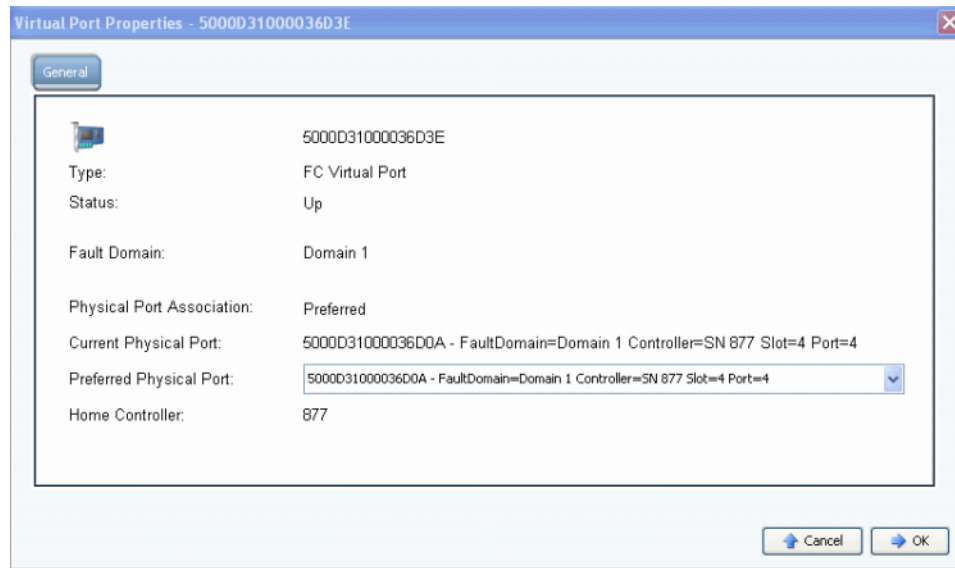 Virtual Port Properties - 5000D31000036D3E
General
5000D31000036D3E
Type: FC Virtual Port
Status: Up
Fault Domain: Domain 1
Physical Port Association: Preferred
Current Physical Port: 5000D31000036D0A - FaultDomain=Domain 1 Controller=SN 877 Slot=4 Port=4
Preferred Physical Port: 5000D31000036D0A - FaultDomain=Domain 1 Controller=SN 877 Slot=4 Port=4
Home Controller: 877
Cancel OK